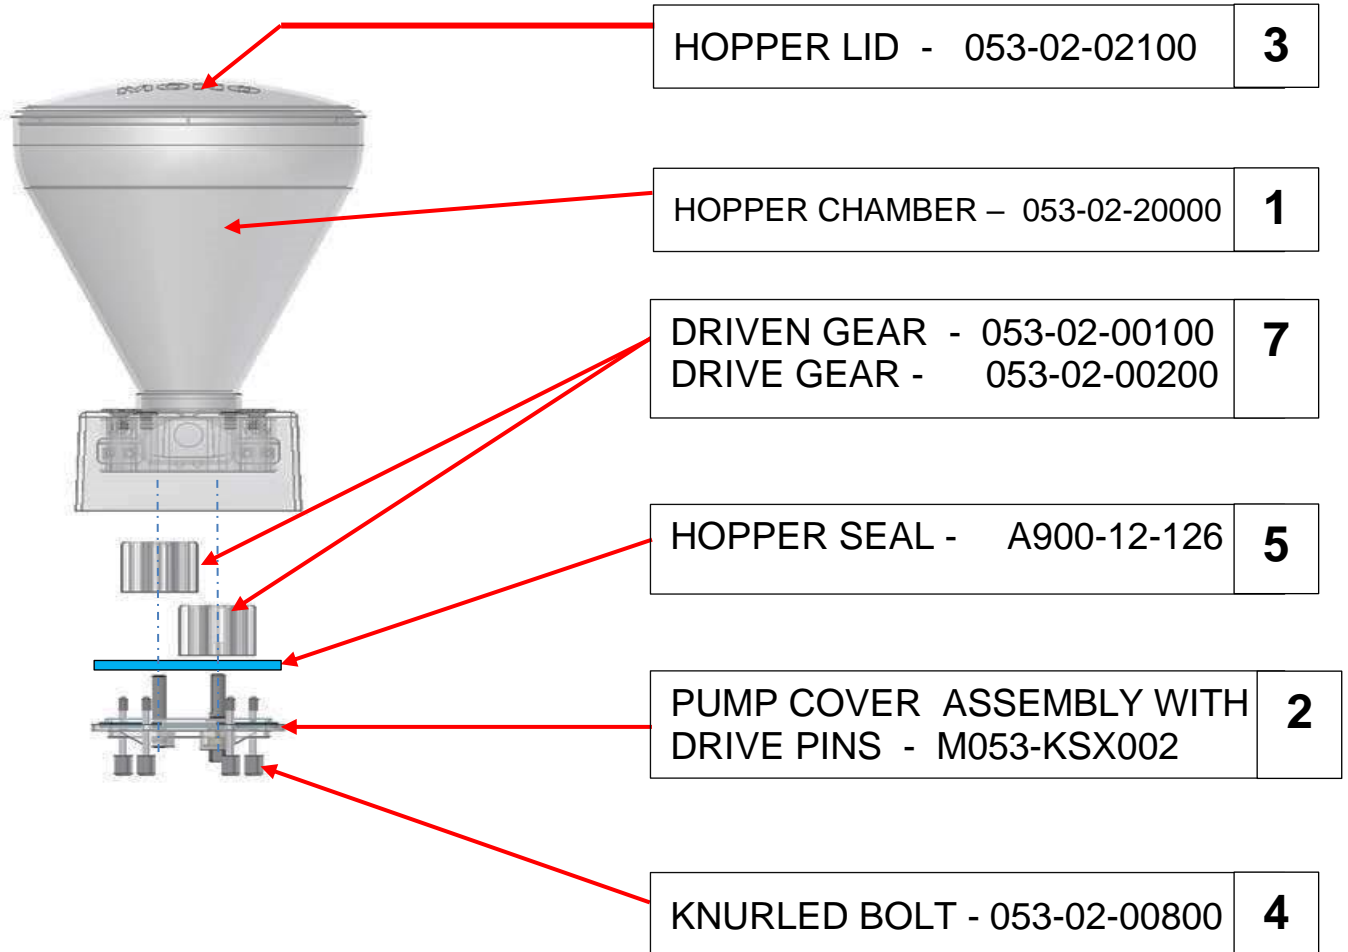 HOPPER LID - 053-02-02100 3
HOPPER CHAMBER – 053-02-20000 1
DRIVEN GEAR - 053-02-00100 7
DRIVE GEAR - 053-02-00200
HOPPER SEAL - A900-12-126 5
PUMP COVER ASSEMBLY WITH 2
DRIVE PINS - M053-KSX002
KNURLED BOLT - 053-02-00800 4